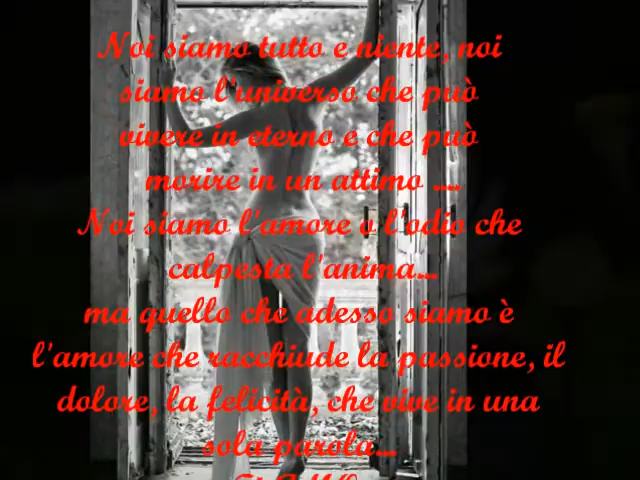 Noi siamo tutto e niente, noi
siamo l'universo che può
vivere in eterno e che può
morire in un attimo ....
Noi siamo l'amore o l'odio che
calpesta l'anima...
ma quello che adesso siamo è
l'amore che racchiude la passione, il
dolore, la felicità, che vive in una
sola parola...